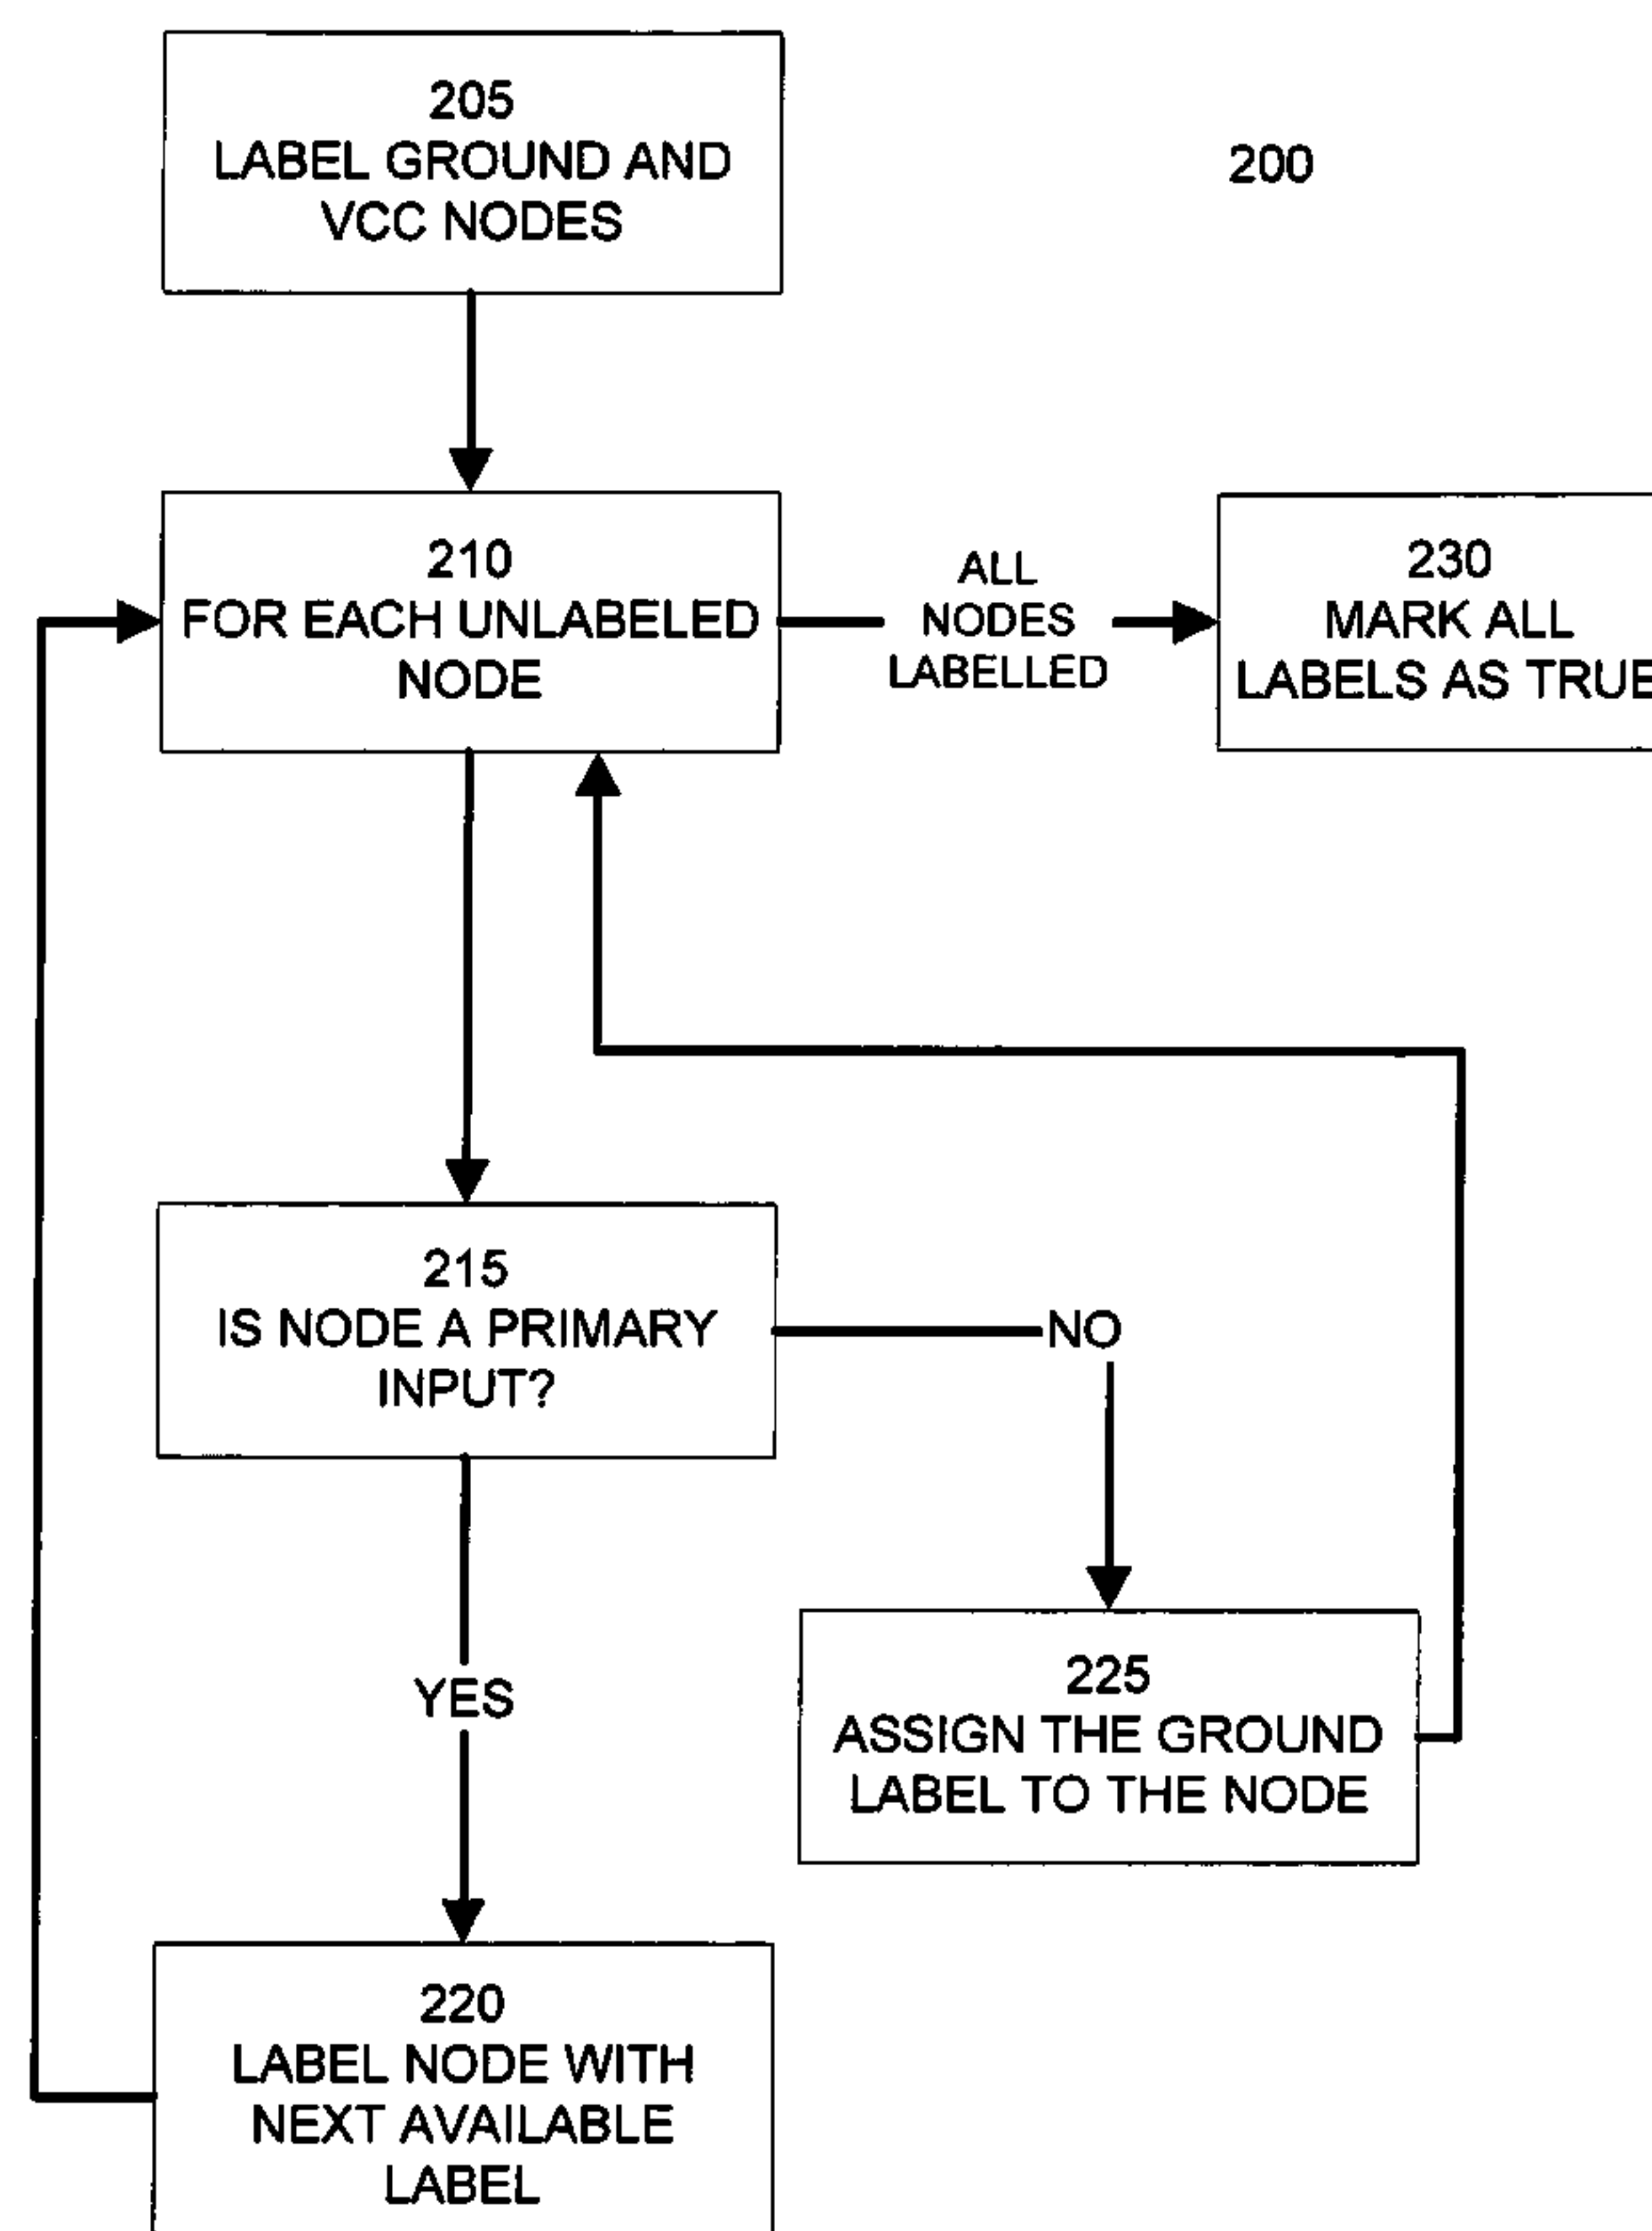 205
LABEL GROUND AND
VCC NODES
200
210
FOR EACH UNLABELED
NODE
ALL
NODES
LABELLED
230
MARK ALL
LABELS AS TRUE
215
IS NODE A PRIMARY
INPUT?
NO
YES
225
ASSIGN THE GROUND
LABEL TO THE NODE
220
LABEL NODE WITH
NEXT AVAILABLE
LABEL